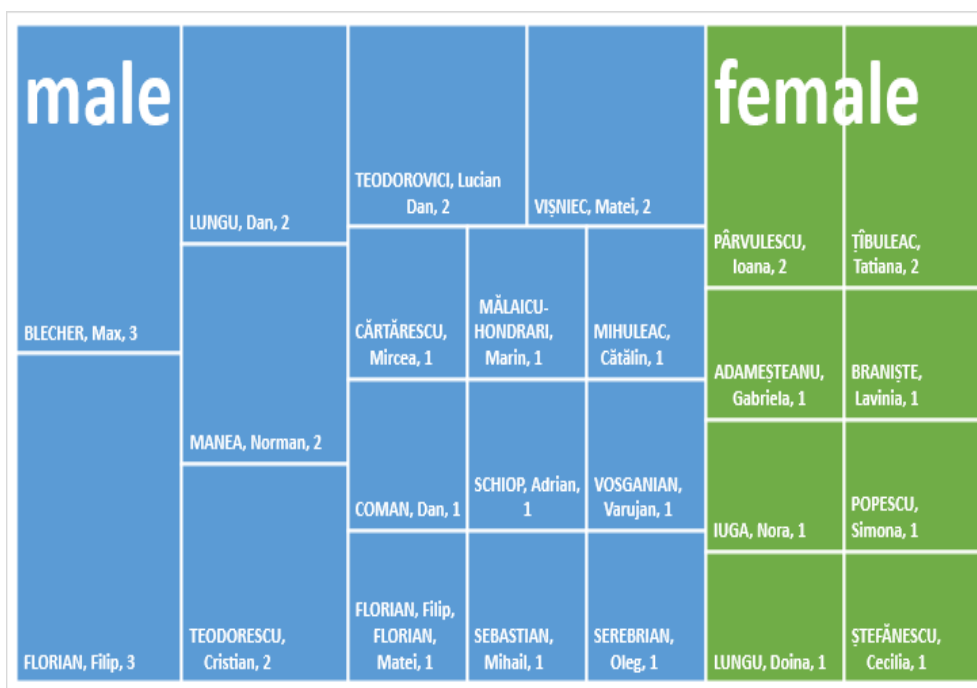 male
BLECHER, Max, 3
FLORIAN, Filip, 3
LUNGU, Dan, 2
MANEA, Norman, 2
TEODORESCU,
Cristian, 2
TEODOROVICI, Lucian
Dan, 2
VIȘNIEC, Matei, 2
CĂRTĂRESCU,
Mircea, 1
MĂLAICU-
HONDRARI,
Marin, 1
MIHULEAC,
Cătălin, 1
COMAN, Dan, 1
SCHIOP, Adrian,
1
VOSGANIAN,
Varujan, 1
FLORIAN, Filip,
FLORIAN,
Matei, 1
SEBASTIAN,
Mihail, 1
SEREBRIAN,
Oleg, 1
female
PÂRVULESCU,
Ioana, 2
ȚÎBULEAC,
Tatiana, 2
ADAMEȘTEANU,
Gabriela, 1
BRANIȘTE,
Lavinia, 1
IUGA, Nora, 1
POPESCU,
Simona, 1
LUNGU, Doina, 1
ȘTEFĂNESCU,
Cecilia, 1